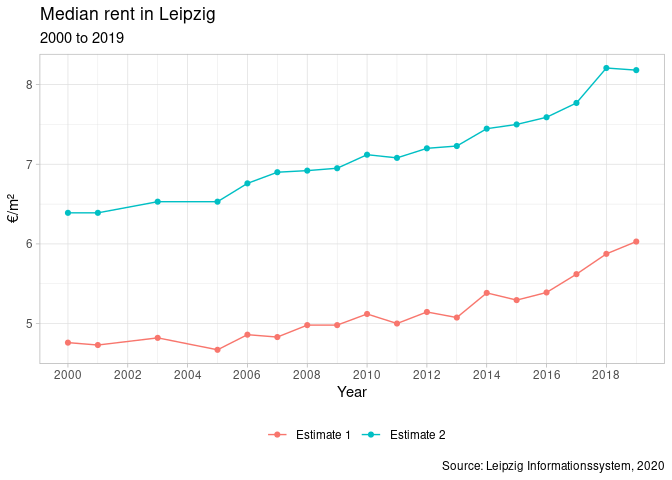 Median rent in Leipzig
2000 to 2019
8
7
6
5
€/m²
2000 2002 2004 2006 2008 2010 2012 2014 2016 2018
Year
Estimate 1 Estimate 2
Source: Leipzig Informationssystem, 2020